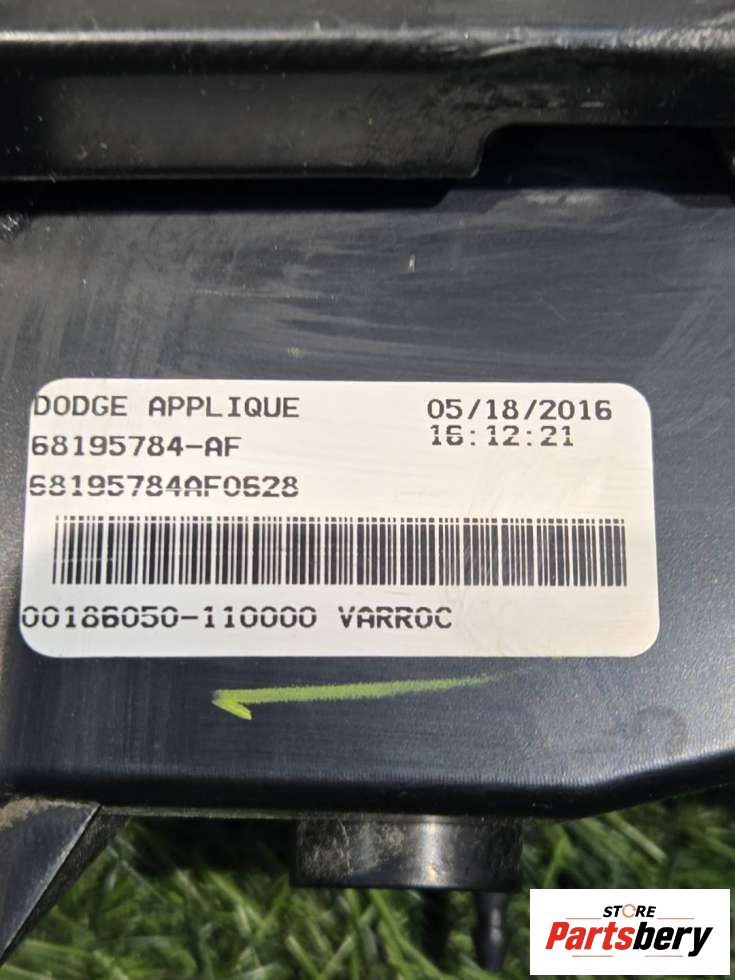 DODGE APPLIQUE 05/18/2016
16:12:21
68195784-AF
68195784AF0628
00186050-110000 VARROC
STORE
Partsbery